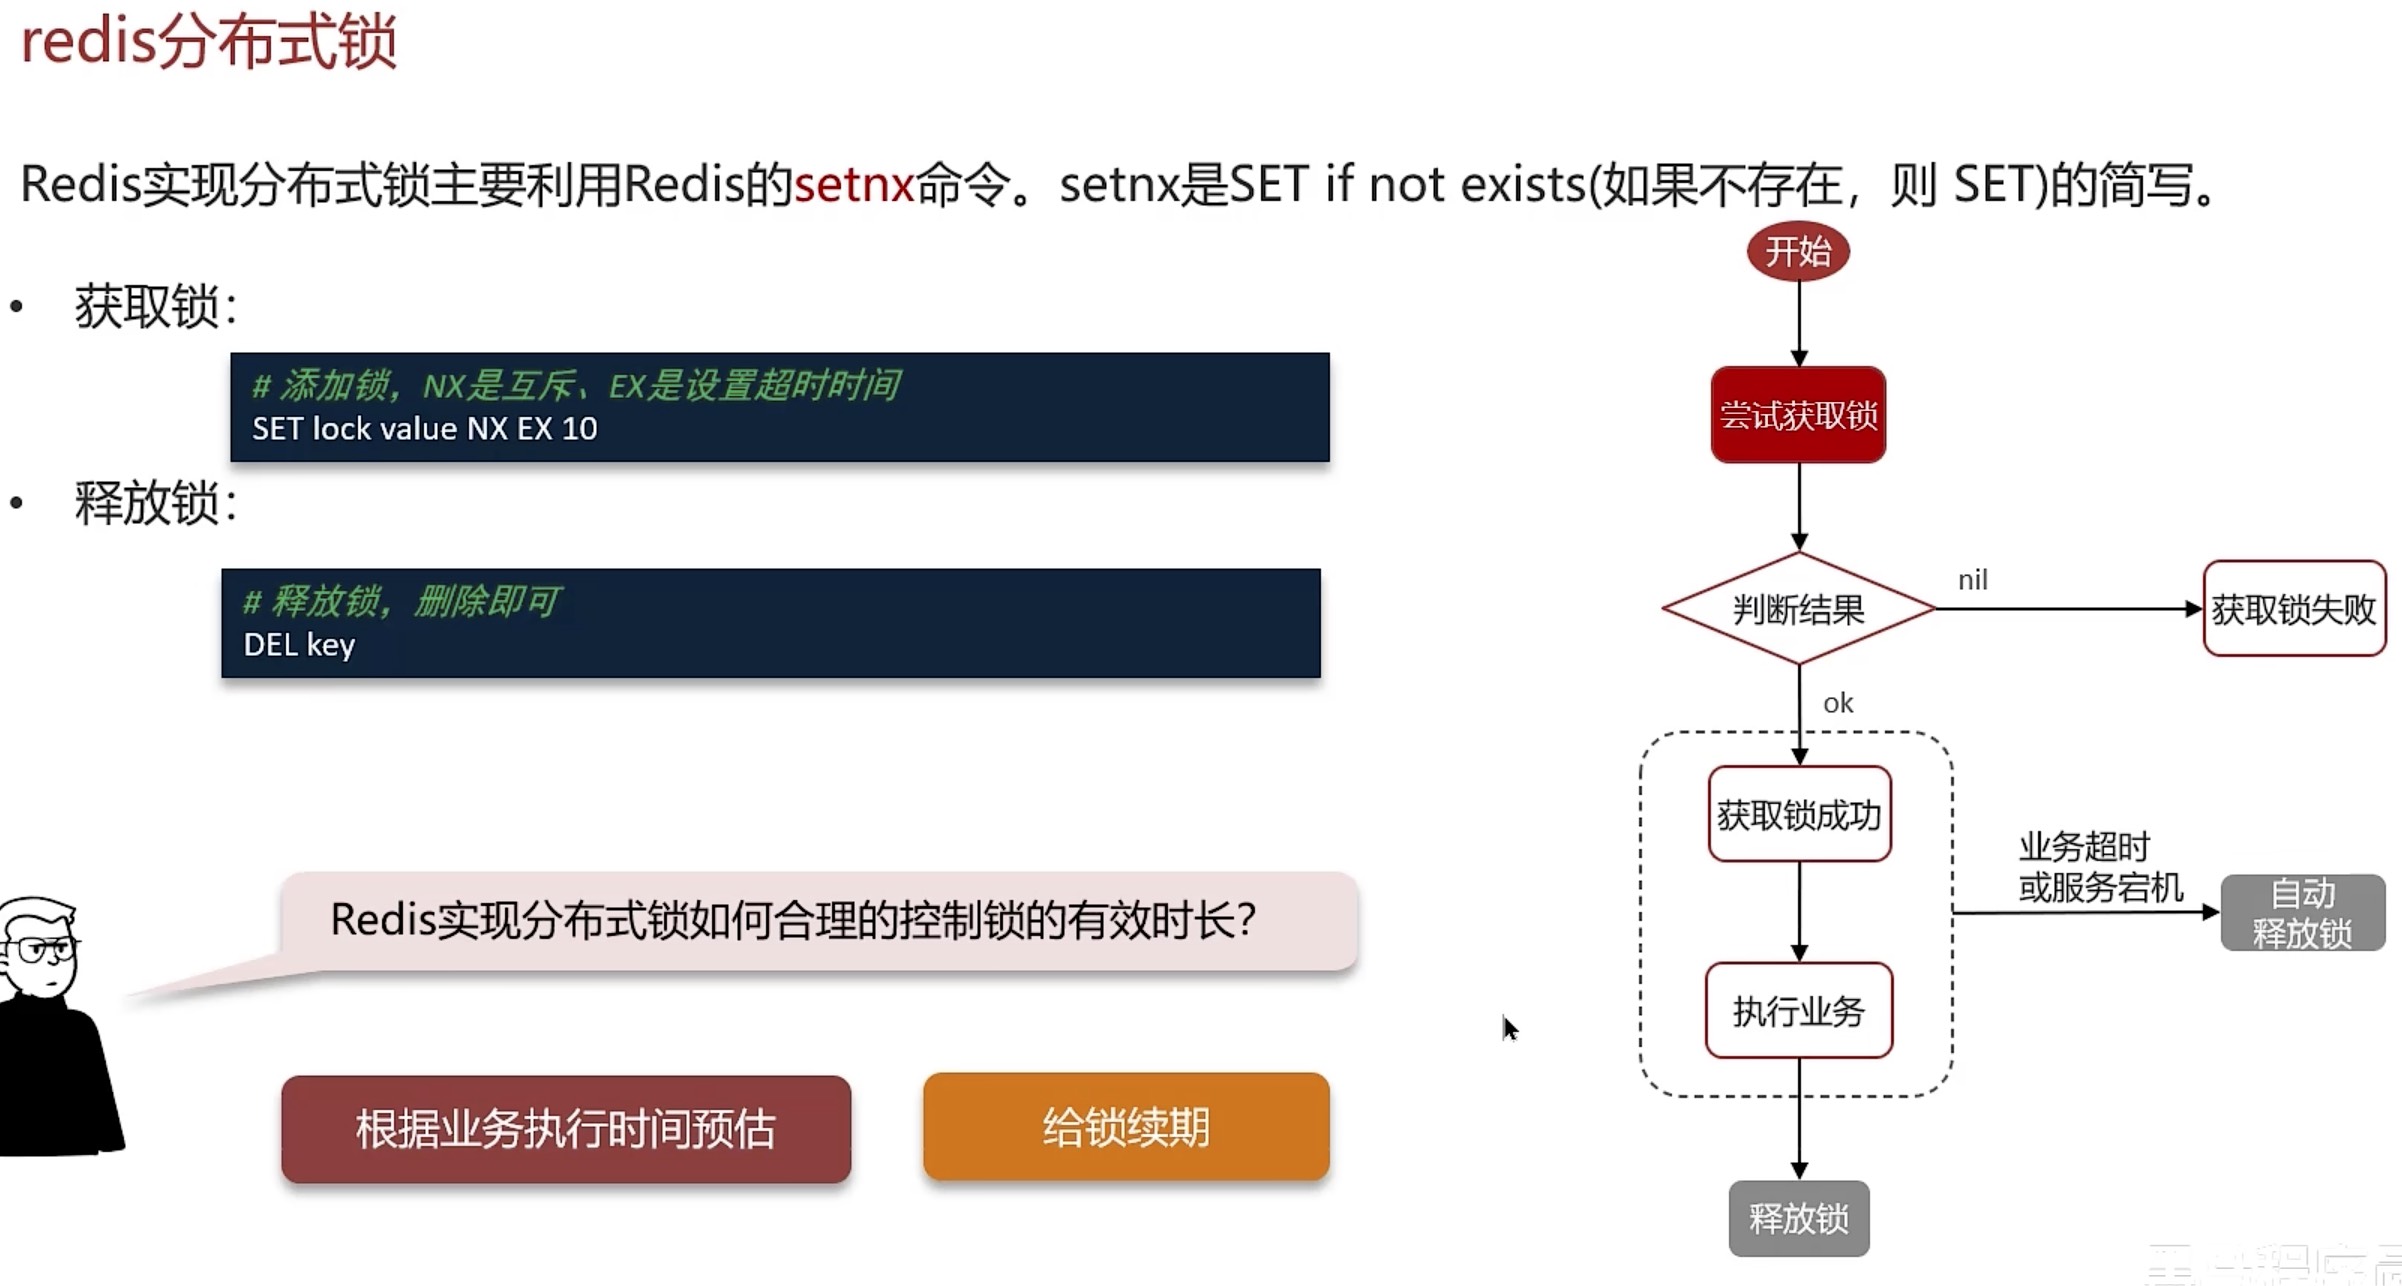 redis分布式锁
Redis实现分布式锁主要利用Redis的setnx命令。setnx是SET if not exists(如果不存在，则 SET)的简写。
• 获取锁：
# 添加锁，NX是互斥、EX是设置超时时间
SET lock value NX EX 10
• 释放锁：
# 释放锁，删除即可
DEL key
Redis实现分布式锁如何合理的控制锁的有效时长？
根据业务执行时间预估
给锁续期
开始
尝试获取锁
判断结果
nil
获取锁失败
ok
获取锁成功
执行业务
业务超时
或服务宕机
自动
释放锁
释放锁